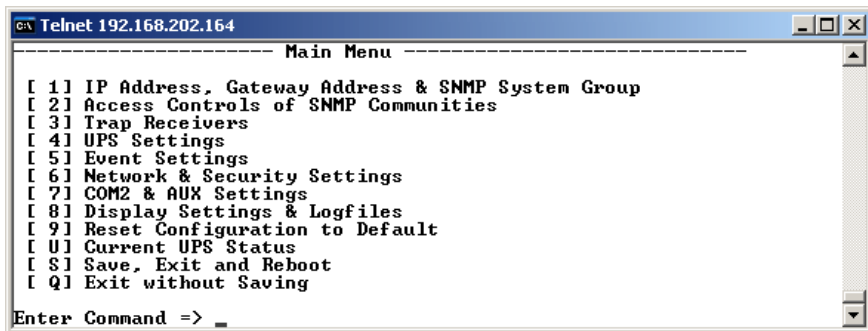 Telnet 192.168.202.164
---------------------- Main Menu -----------------------------
[ 1] IP Address, Gateway Address & SNMP System Group
[ 2] Access Controls of SNMP Communities
[ 3] Trap Receivers
[ 4] UPS Settings
[ 5] Event Settings
[ 6] Network & Security Settings
[ 7] COM2 & AUX Settings
[ 8] Display Settings & Logfiles
[ 9] Reset Configuration to Default
[ U] Current UPS Status
[ S] Save, Exit and Reboot
[ Q] Exit without Saving
Enter Command => _